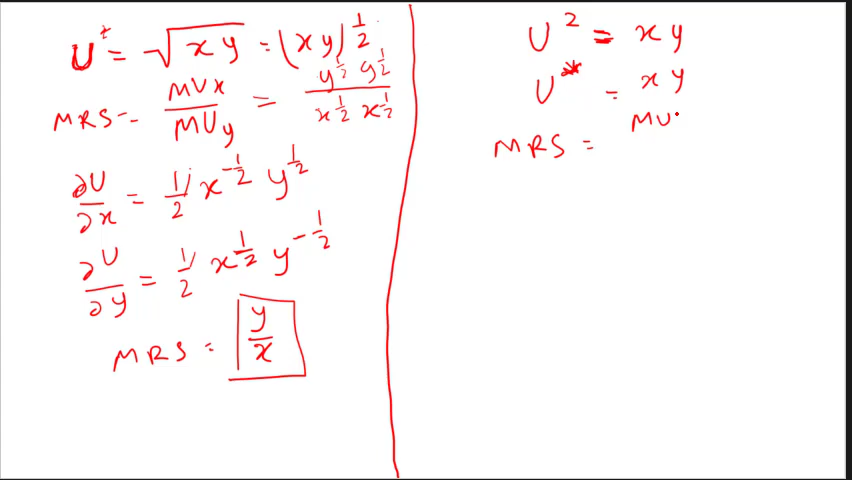 U^t = √xy = (xy)^1/2
MRS = MUx/MUy = y^1/2 y^1/2 / x^1/2 x^1/2
∂U/∂x = 1/2 x^-1/2 y^1/2
∂U/∂y = 1/2 x^1/2 y^-1/2
MRS = y/x
U^2 = xy
U^* = xy
MRS = MU